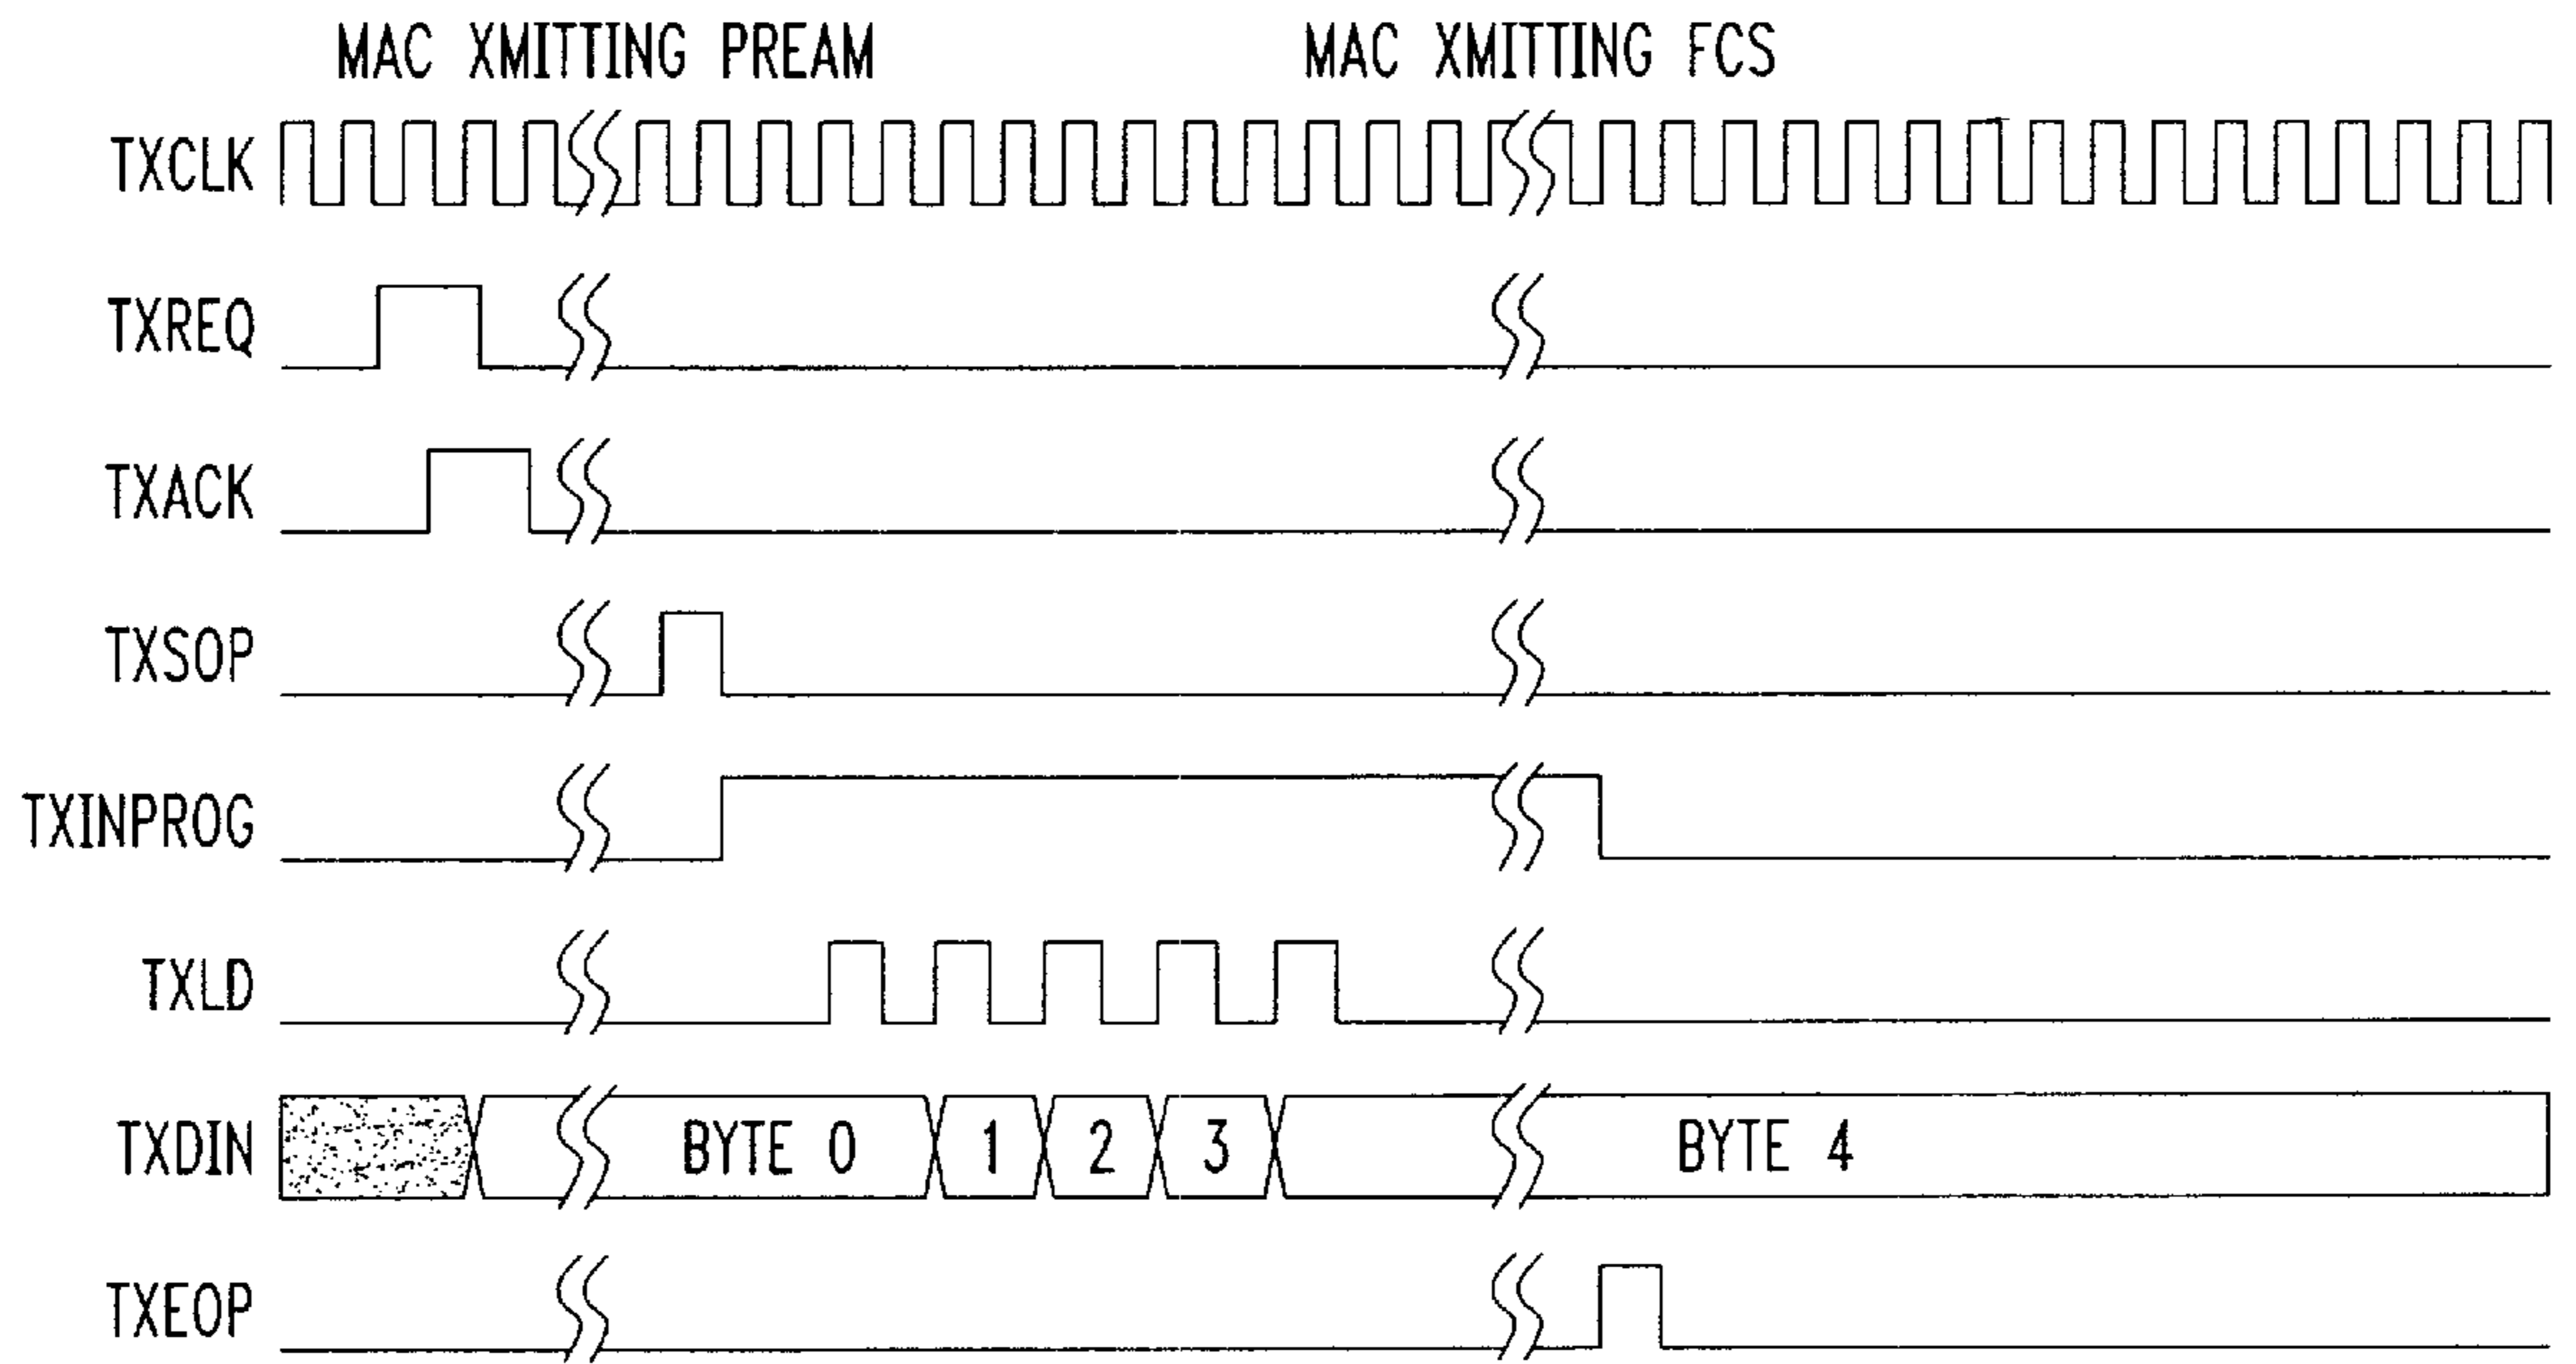 MAC XMITTING PREAM
MAC XMITTING FCS
TXCLK
TXREQ
TXACK
TXSOP
TXINPROG
TXLD
TXDIN
BYTE 0
1
2
3
BYTE 4
TXEOP